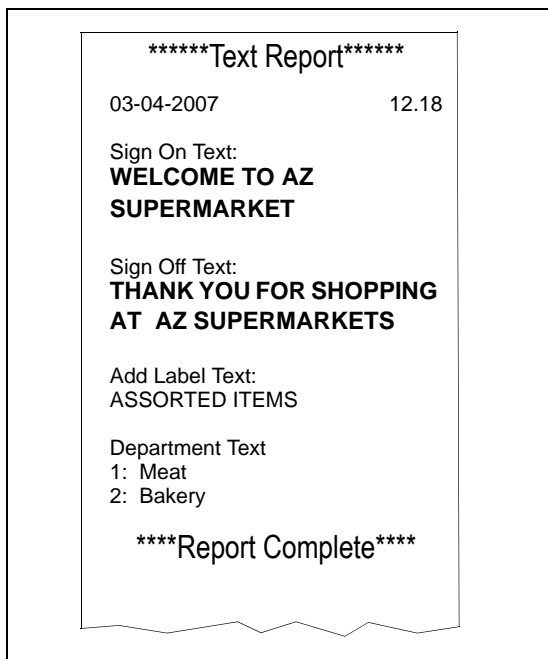 ******Text Report******
03-04-2007 12.18
Sign On Text:
WELCOME TO AZ
SUPERMARKET
Sign Off Text:
THANK YOU FOR SHOPPING
AT AZ SUPERMARKETS
Add Label Text:
ASSORTED ITEMS
Department Text
1: Meat
2: Bakery
****Report Complete****